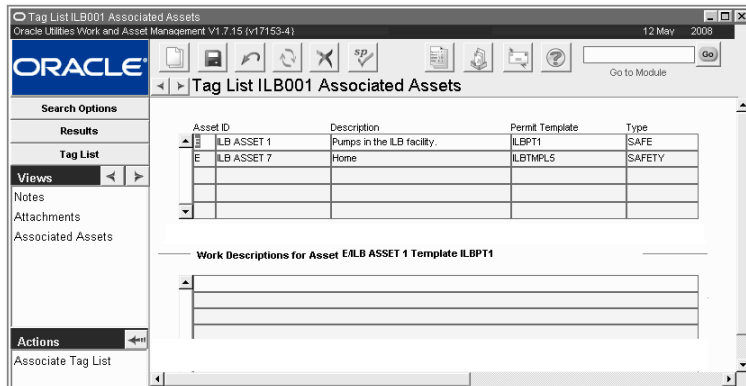 Tag List ILB001 Associated Assets
Oracle Utilities Work and Asset Management V1.7.15 (v17153-4) 12 May 2008
ORACLE
sp
Go
Go to Module
Tag List ILB001 Associated Assets
Search Options
Results
Tag List
Views
Notes
Attachments
Associated Assets
Asset ID Description Permit Template Type
E ILB ASSET 1 Pumps in the ILB facility. ILBPT1 SAFE
E ILB ASSET 7 Home ILBTMPL5 SAFETY
Work Descriptions for Asset E/ILB ASSET 1 Template ILBPT1
Actions
Associate Tag List